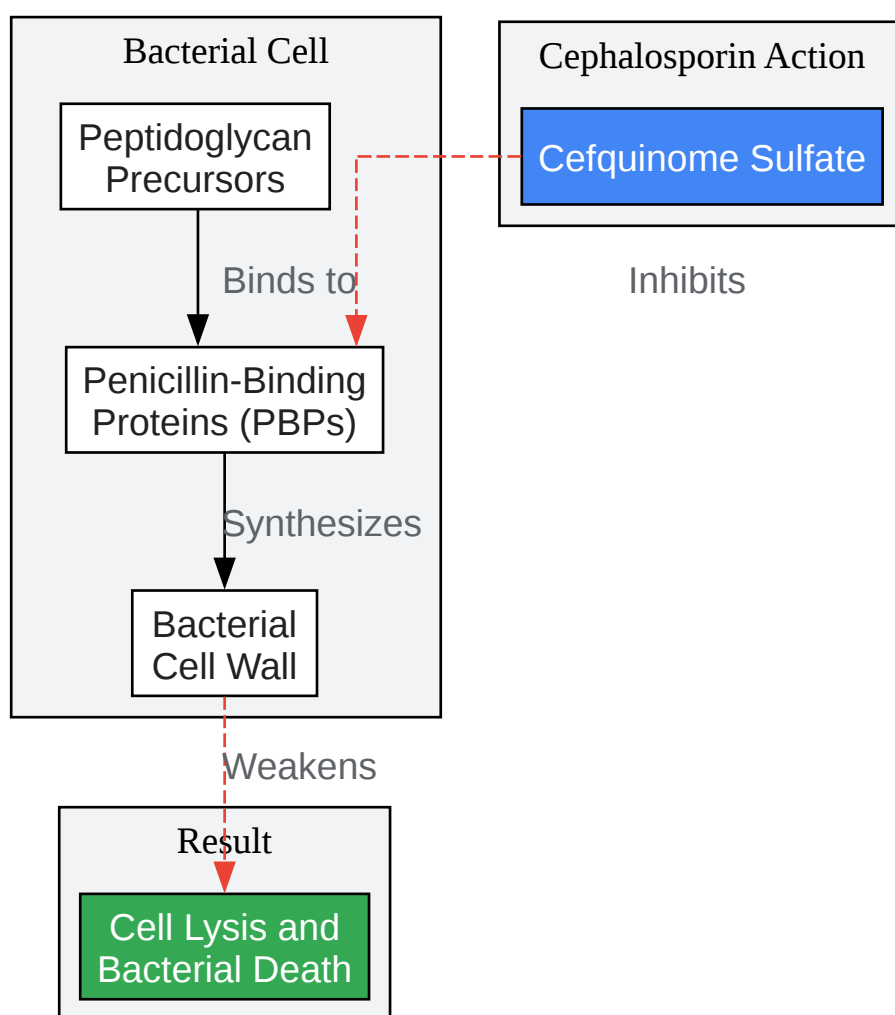 Bacterial Cell
Peptidoglycan
Precursors
Cephalosporin Action
Cefquinome Sulfate
Binds to
Inhibits
Penicillin-Binding
Proteins (PBPs)
Synthesizes
Bacterial
Cell Wall
Weakens
Result
Cell Lysis and
Bacterial Death